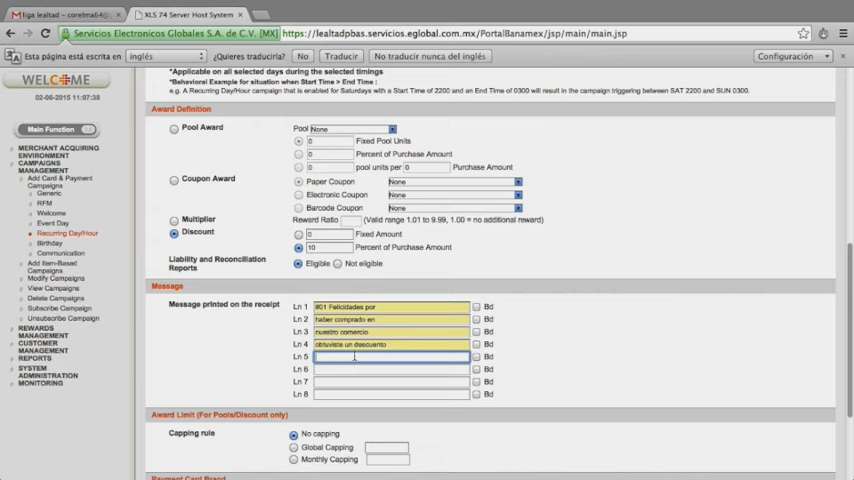 liga lealtad – corelma64@g
XLS 74 Server Host System
Servicios Electronicos Globales S.A. de C.V. [MX]
https://lealtadpbas.servicios.eglobal.com.mx/PortalBanamex/jsp/main/main.jsp
Esta página está escrita en
inglés
¿Quieres traducirla?
No
Traducir
No traducir nunca del inglés
Configuración
WELCOME
02-06-2015 11:07:38
Main Function
MERCHANT ACQUIRING
ENVIRONMENT
CAMPAIGNS
MANAGEMENT
Add Card & Payment
Campaigns
Generic
RFM
Welcome
Event Day
Recurring Day/Hour
Birthday
Communication
Add Item-Based
Campaigns
Modify Campaigns
View Campaigns
Delete Campaigns
Subscribe Campaign
Unsubscribe Campaign
REWARDS
MANAGEMENT
CUSTOMER
MANAGEMENT
REPORTS
SYSTEM
ADMINISTRATION
MONITORING
*Applicable on all selected days during the selected timings
*Behavioral Example for situation when Start Time > End Time :
e.g. A Recurring Day/Hour campaign that is enabled for Saturdays with a Start Time of 2200 and an End Time of 0300 will result in the campaign triggering between SAT 2200 and SUN 0300.
Award Definition
Pool Award
Pool None
0 Fixed Pool Units
0 Percent of Purchase Amount
0 pool units per 0 Purchase Amount
Coupon Award
Paper Coupon None
Electronic Coupon None
Barcode Coupon None
Multiplier
Reward Ratio (Valid range 1.01 to 9.99, 1.00 = no additional reward)
Discount
0 Fixed Amount
10 Percent of Purchase Amount
Liability and Reconciliation
Reports
Eligible Not eligible
Message
Message printed on the receipt
Ln 1 #01 Felicidades por Bd
Ln 2 haber comprado en Bd
Ln 3 nuestro comercio Bd
Ln 4 obtuviste un descuento Bd
Ln 5 Bd
Ln 6 Bd
Ln 7 Bd
Ln 8 Bd
Award Limit (For Pools/Discount only)
Capping rule
No capping
Global Capping
Monthly Capping
Payment Card Brand